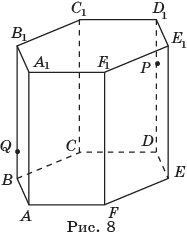 C₁ D₁
B₁ E₁
A₁ F₁ P
Q C D
B E
A F
Рис. 8